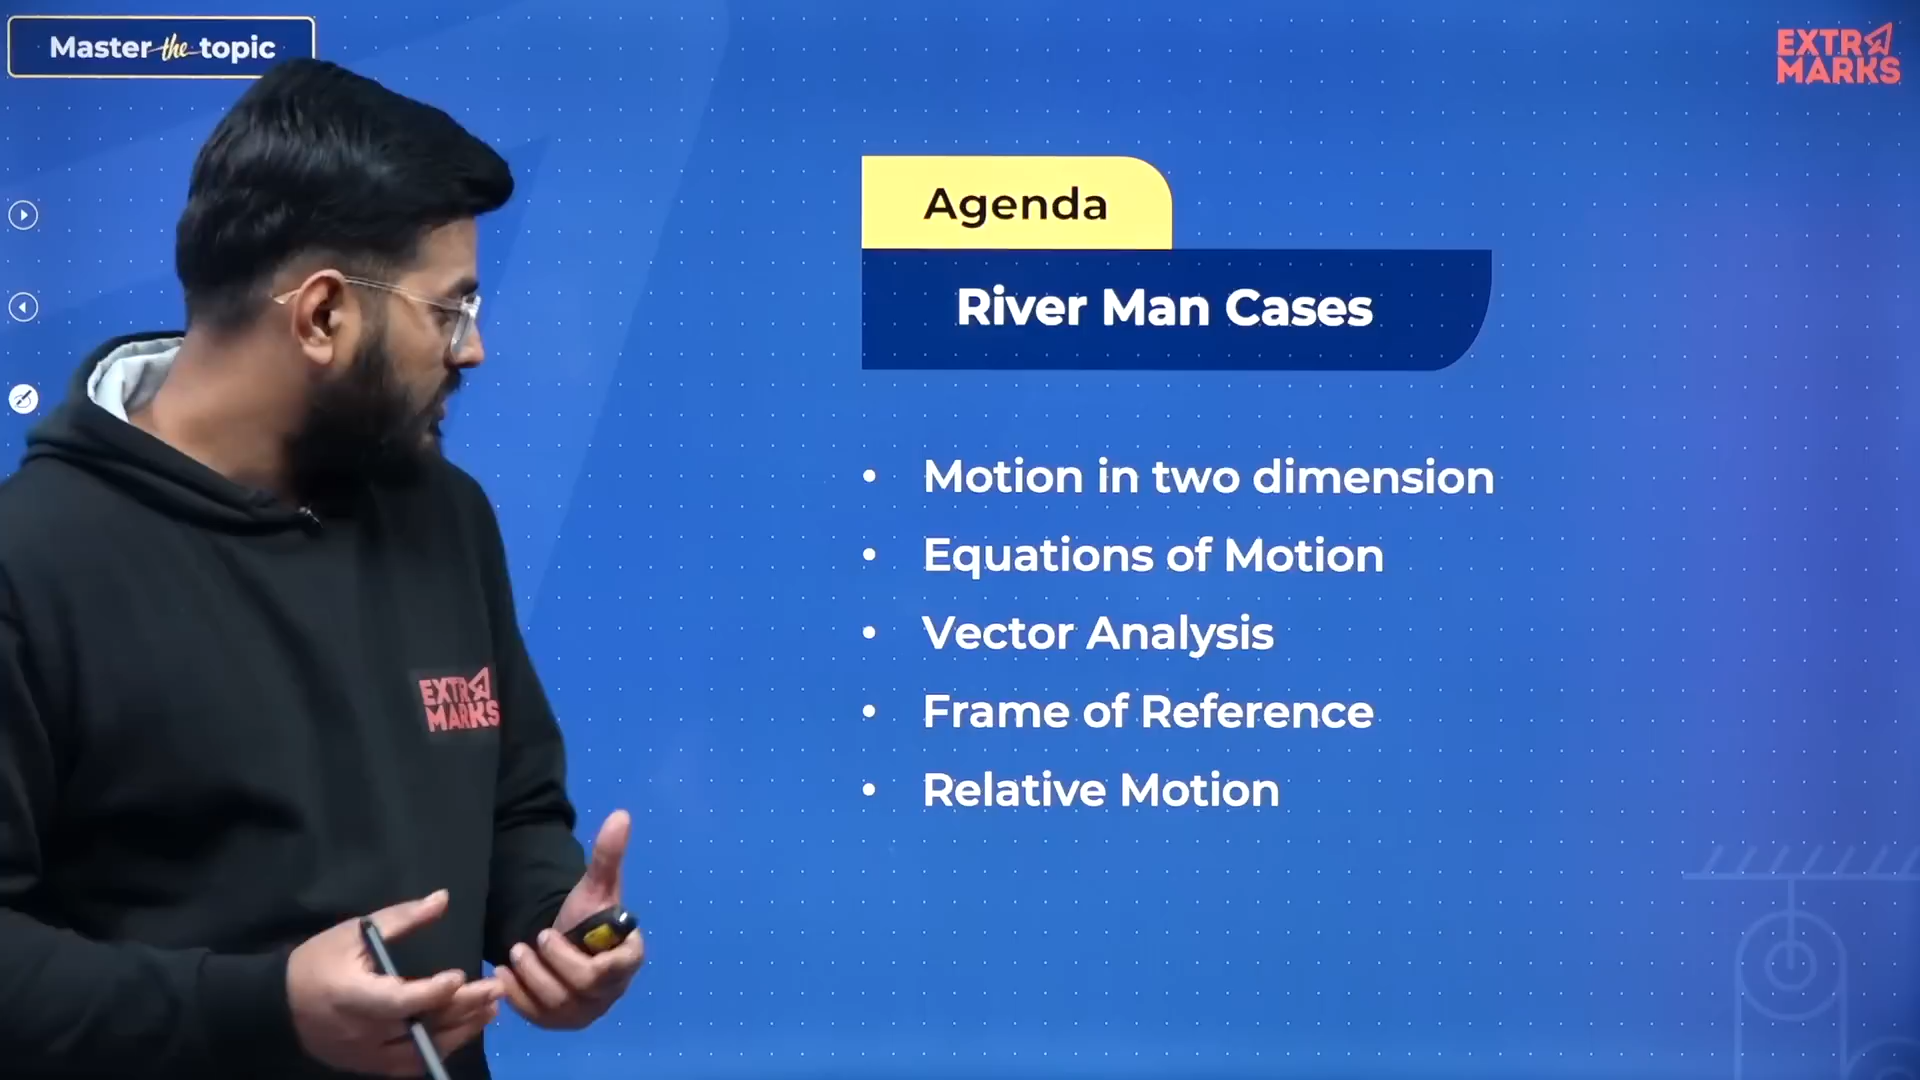 Master the topic
EXTRA
MARKS
Agenda
River Man Cases
• Motion in two dimension
• Equations of Motion
• Vector Analysis
• Frame of Reference
• Relative Motion
EXTRA
MARKS